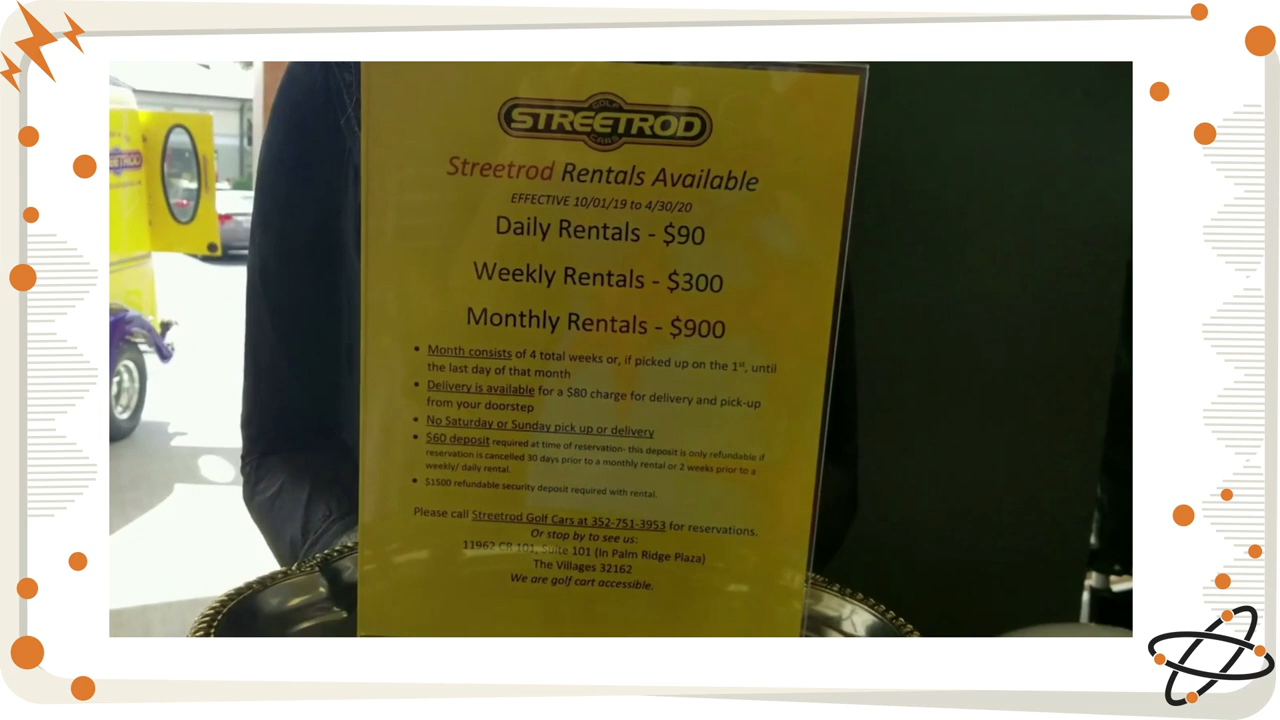 GOLF
STREETROD
CARS
Streetrod Rentals Available
EFFECTIVE 10/01/19 to 4/30/20
Daily Rentals - $90
Weekly Rentals - $300
Monthly Rentals - $900
• Month consists of 4 total weeks or, if picked up on the 1st, until
the last day of that month
• Delivery is available for a $80 charge for delivery and pick-up
from your doorstep
• No Saturday or Sunday pick up or delivery
• $60 deposit required at time of reservation- this deposit is only refundable if
reservation is cancelled 30 days prior to a monthly rental or 2 weeks prior to a
weekly/ daily rental.
• $1500 refundable security deposit required with rental.
Please call Streetrod Golf Cars at 352-751-3953 for reservations.
Or stop by to see us:
11962 CR 101, Suite 101 (In Palm Ridge Plaza)
The Villages 32162
We are golf cart accessible.